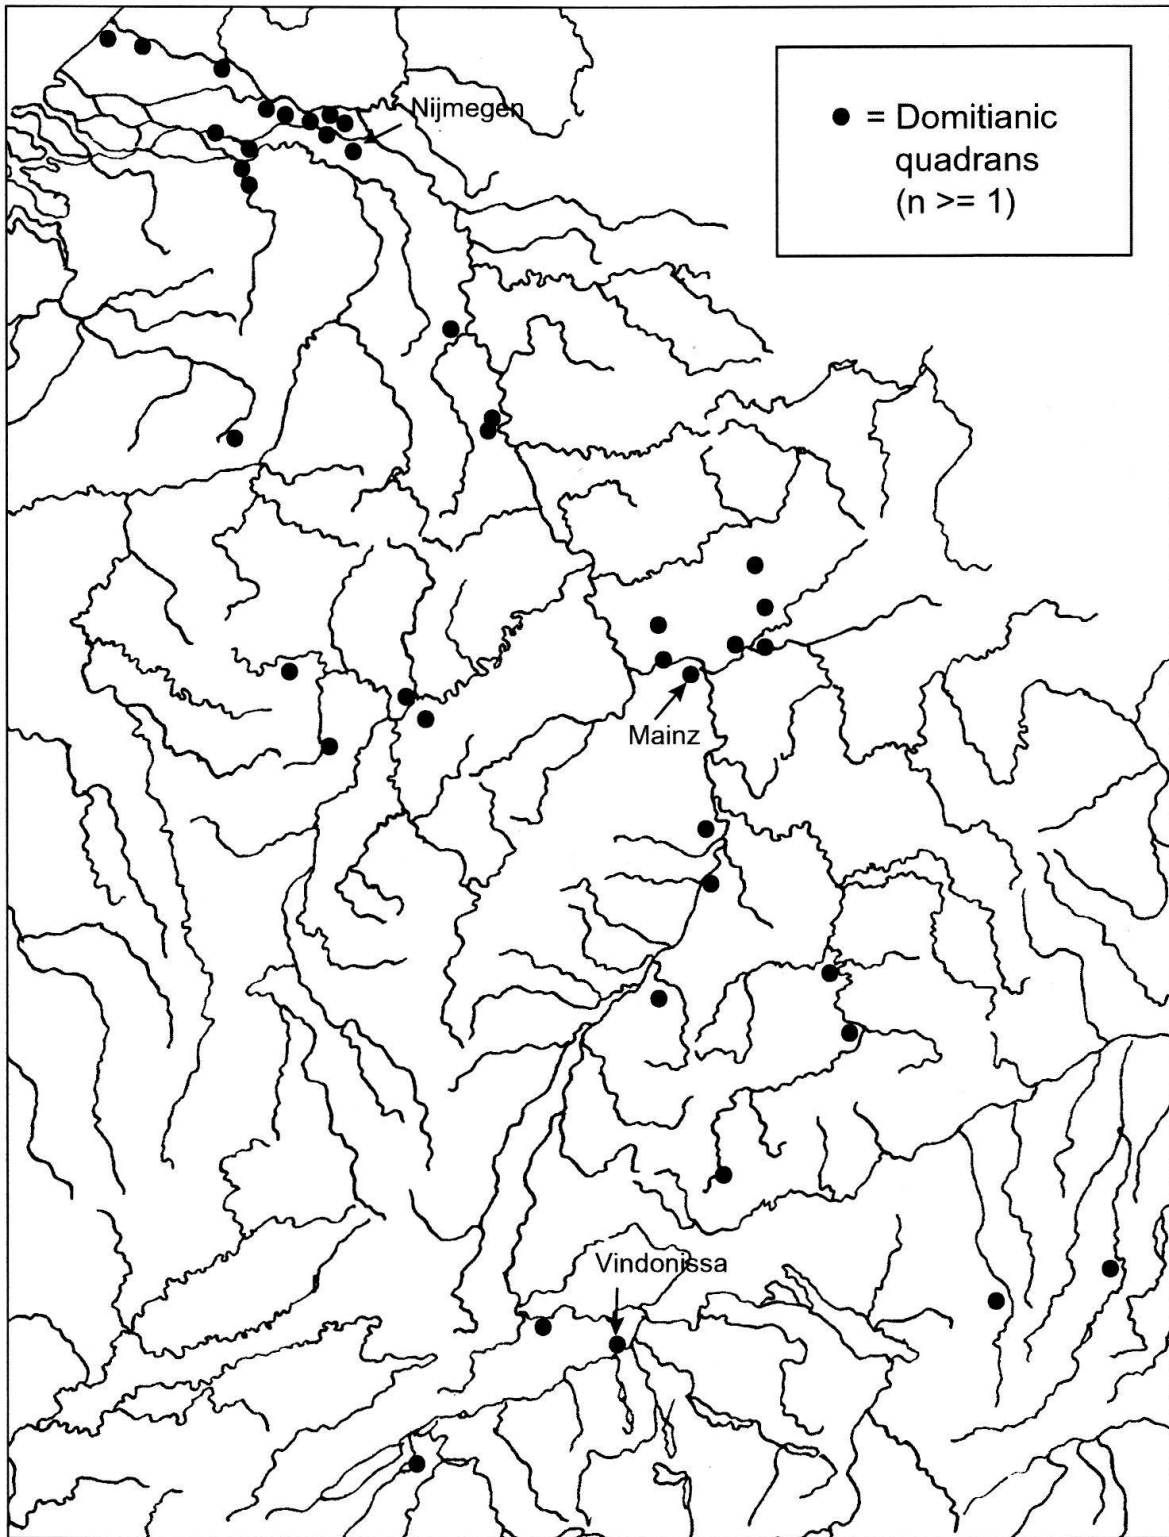 Nijmegen
● = Domitianic
quadrans
(n >= 1)
Mainz
Vindonissa